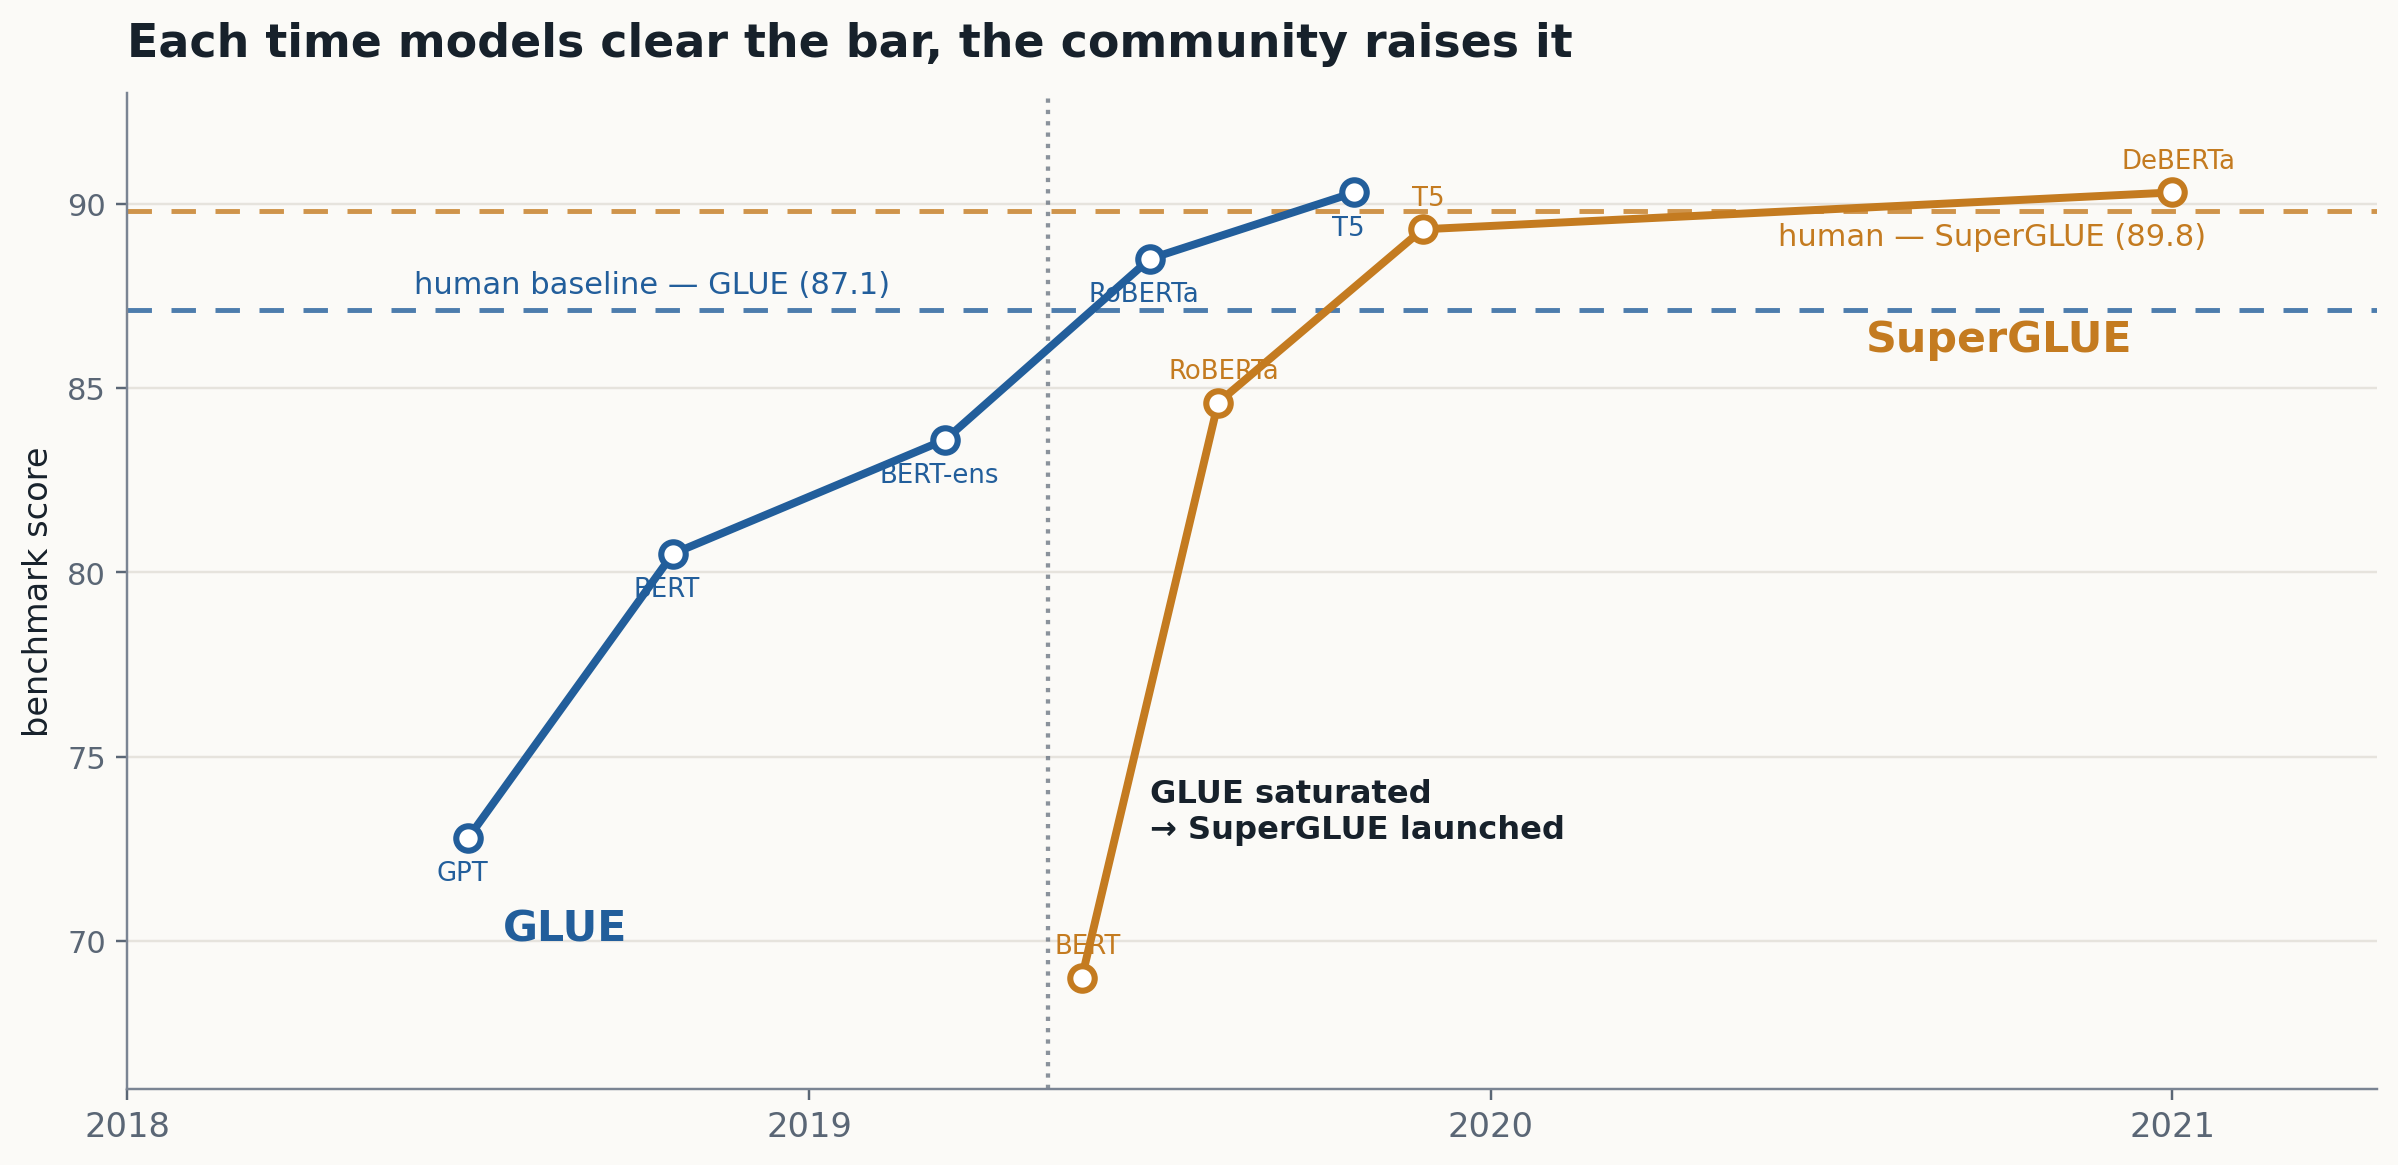 Each time models clear the bar, the community raises it
benchmark score
90
85
80
75
70
2018
2019
2020
2021
DeBERTa
T5
T5
human — SuperGLUE (89.8)
human baseline — GLUE (87.1)
RoBERTa
SuperGLUE
RoBERTa
BERT-ens
BERT
GLUE saturated
→ SuperGLUE launched
GPT
GLUE
BERT